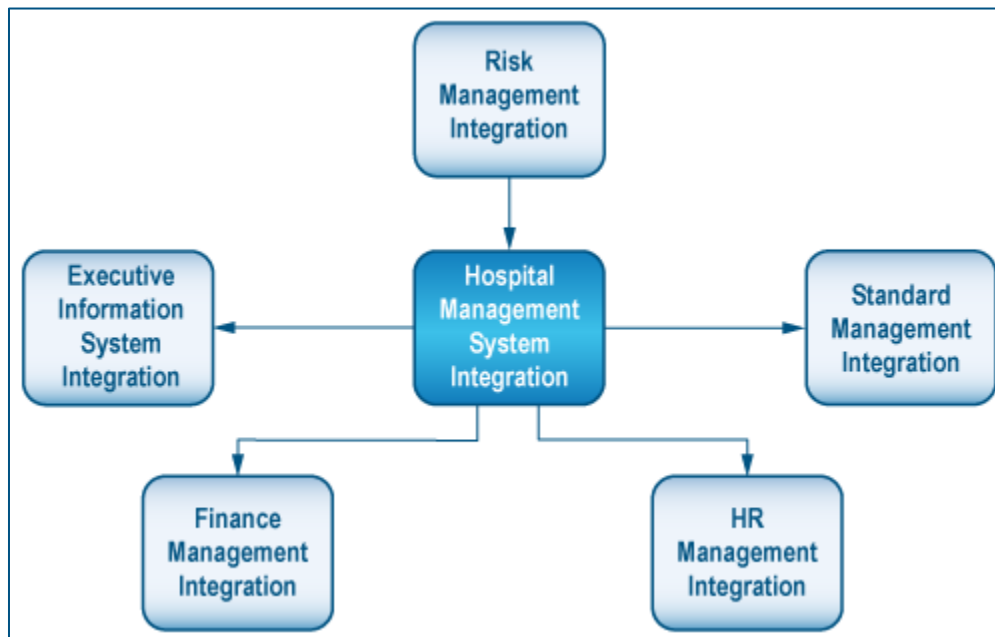 Risk
Management
Integration
Executive
Information
System
Integration
Hospital
Management
System
Integration
Standard
Management
Integration
Finance
Management
Integration
HR
Management
Integration